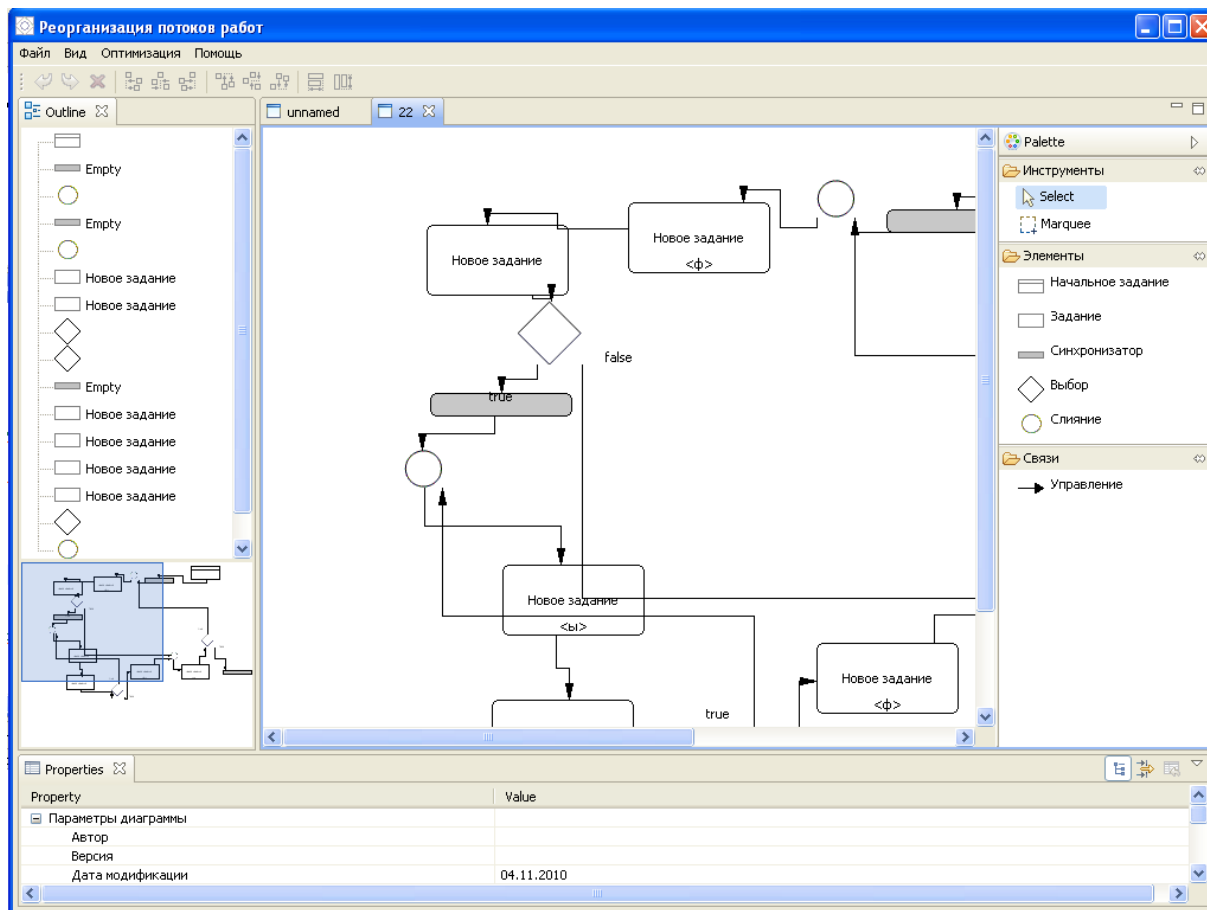 Реорганизация потоков работ
Файл Вид Оптимизация Помощь
Outline
Empty
Empty
Новое задание
Новое задание
Empty
Новое задание
Новое задание
Новое задание
Новое задание
unnamed
22
Новое задание
<ф>
Новое задание
false
true
Новое задание
<ы>
Новое задание
<ф>
true
Palette
Инструменты
Select
Marquee
Элементы
Начальное задание
Задание
Синхронизатор
Выбор
Слияние
Связи
Управление
Properties
Property Value
Параметры диаграммы
Автор
Версия
Дата модификации 04.11.2010